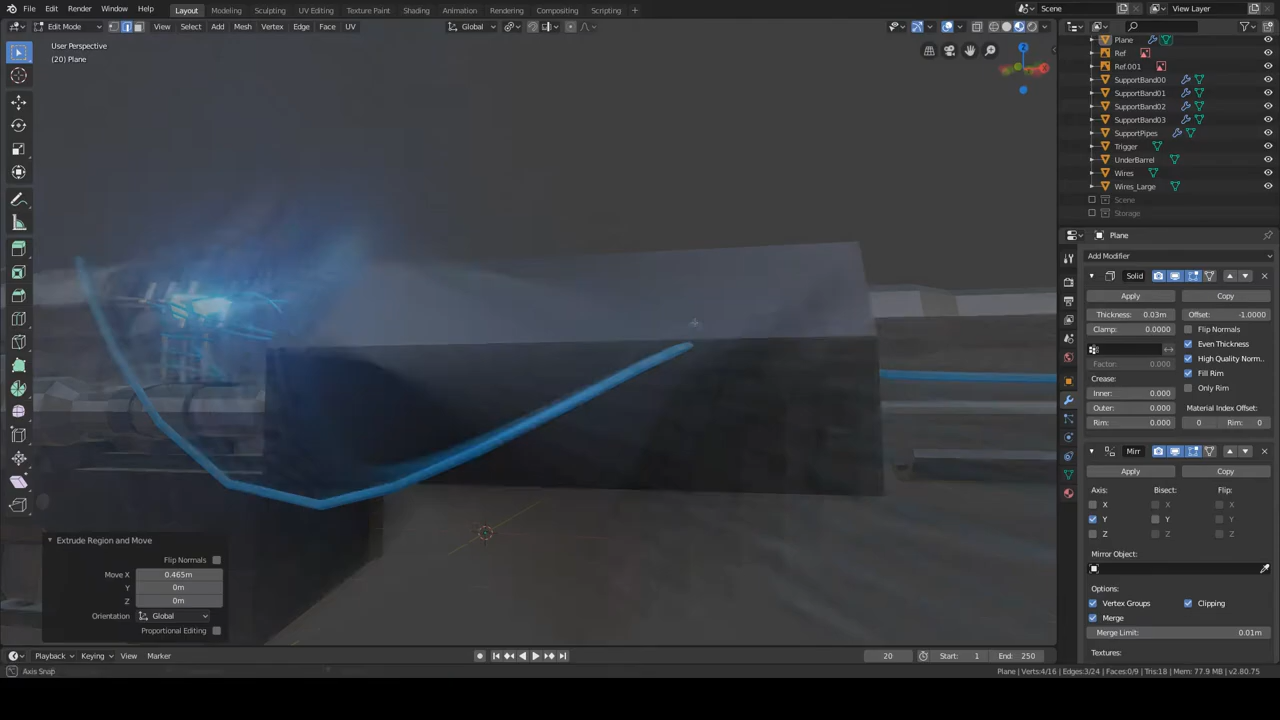 File Edit Render Window Help Layout Modeling Sculpting UV Editing Texture Paint Shading Animation Rendering Compositing Scripting + Scene View Layer
Edit Mode View Select Add Mesh Vertex Edge Face UV Global
User Perspective
(20) Plane
Plane
Ref
Ref.001
SupportBand00
SupportBand01
SupportBand02
SupportBand03
SupportPipes
Trigger
UnderBarrel
Wires
Wires_Large
Scene
Storage
Plane
Add Modifier
Solid
Apply Copy
Thickness: 0.03m Offset: -1.0000
Clamp: 0.0000 Flip Normals
Even Thickness
High Quality Norm..
Factor: 0.000 Fill Rim
Crease: Only Rim
Inner: 0.000
Outer: 0.000 Material Index Offset:
Rim: 0.000 0 Rim: 0
Mirr
Apply Copy
Axis: Bisect: Flip:
X X X
Y Y Y
Z Z Z
Mirror Object:
Options:
Vertex Groups Clipping
Merge
Merge Limit: 0.01m
Textures:
Extrude Region and Move
Flip Normals
Move X 0.465m
Y 0m
Z 0m
Orientation Global
Proportional Editing
Playback Keying View Marker 20 Start: 1 End: 250
Axis Snap Plane | Verts:4/16 | Edges:3/24 | Faces:0/9 | Tris:18 | Mem: 77.9 MB | v2.80.75